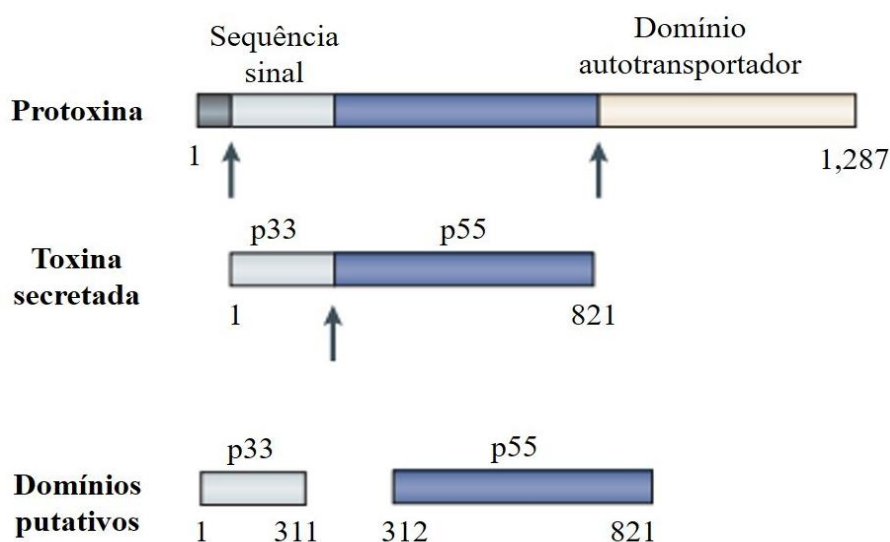 Sequência
sinal
Domínio
autotransportador
Protoxina
1
1,287
p33
p55
Toxina
secretada
1
821
p33
p55
Domínios
putativos
1
311
312
821